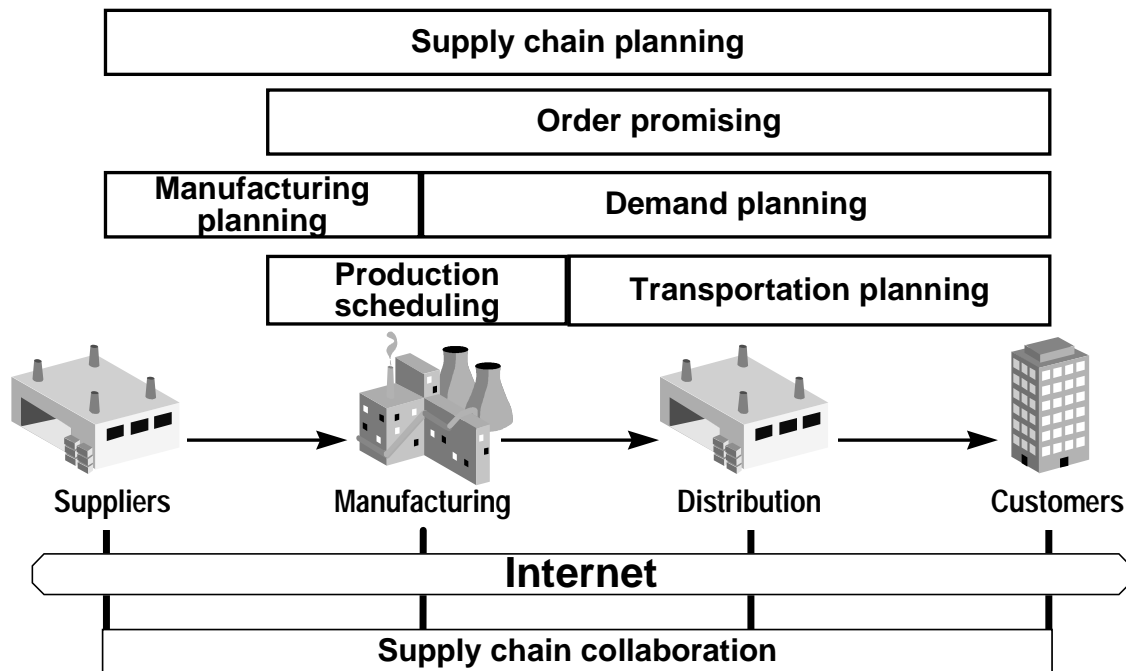 Supply chain planning
Order promising
Manufacturing
planning
Demand planning
Production
scheduling
Transportation planning
Suppliers
Manufacturing
Distribution
Customers
Internet
Supply chain collaboration